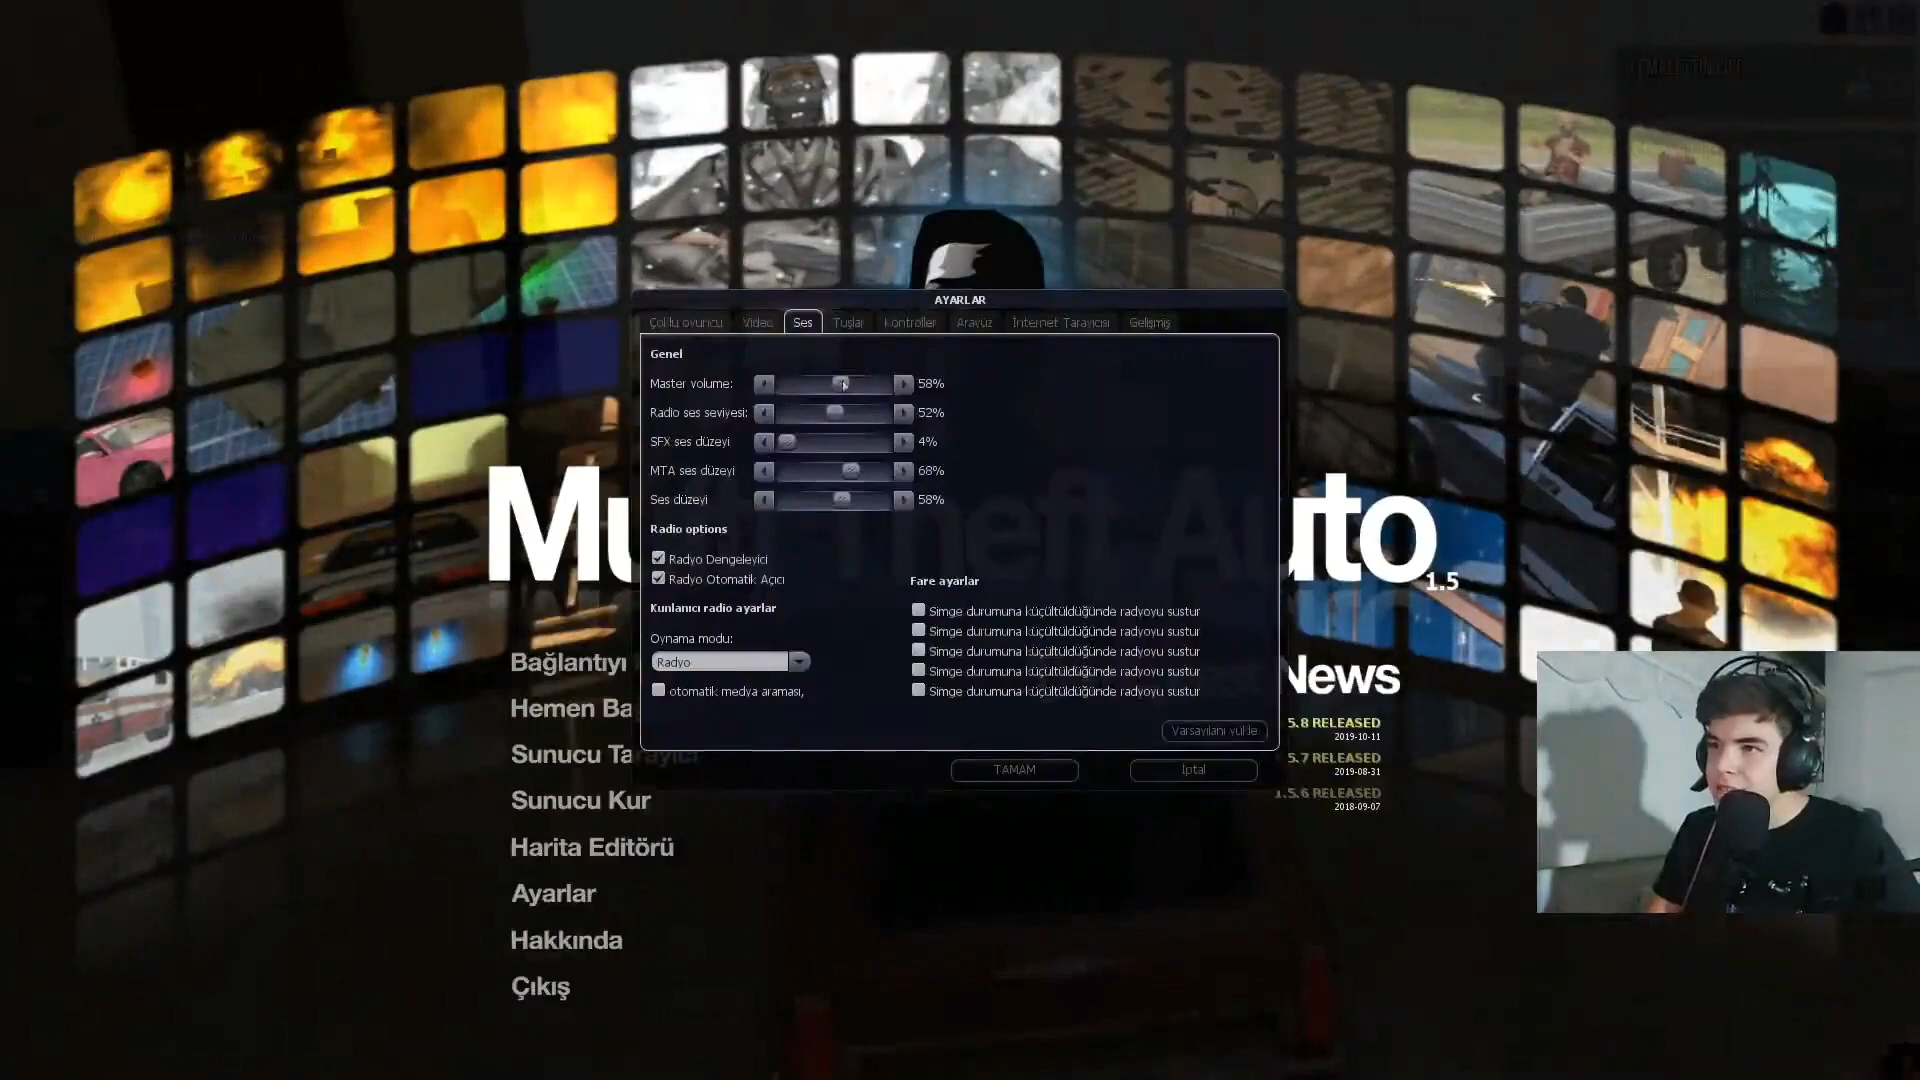 AYARLAR
Çoklu oyuncu Video Ses Tuşlar Kontroller Arayüz İnternet Tarayıcısı Gelişmiş
Genel
Master volume: 58%
Radio ses seviyesi: 52%
SFX ses düzeyi 4%
MTA ses düzeyi 68%
Ses düzeyi 58%
Multi Theft Auto
1.5
Radio options
Radyo Dengeleyici
Radyo Otomatik Açıcı
Fare ayarlar
Kunlanıcı radio ayarlar
Simge durumuna küçültüldüğünde radyoyu sustur
Simge durumuna küçültüldüğünde radyoyu sustur
Oynama modu:
Simge durumuna küçültüldüğünde radyoyu sustur
Radyo
Simge durumuna küçültüldüğünde radyoyu sustur
otomatik medya araması,
Simge durumuna küçültüldüğünde radyoyu sustur
Varsayılanı yükle
TAMAM İptal
Bağlantıyı
Hemen Ba
Sunucu Tarayıcı
Sunucu Kur
Harita Editörü
Ayarlar
Hakkında
Çıkış
News
5.8 RELEASED
2019-10-11
5.7 RELEASED
2019-08-31
1.5.6 RELEASED
2018-09-07